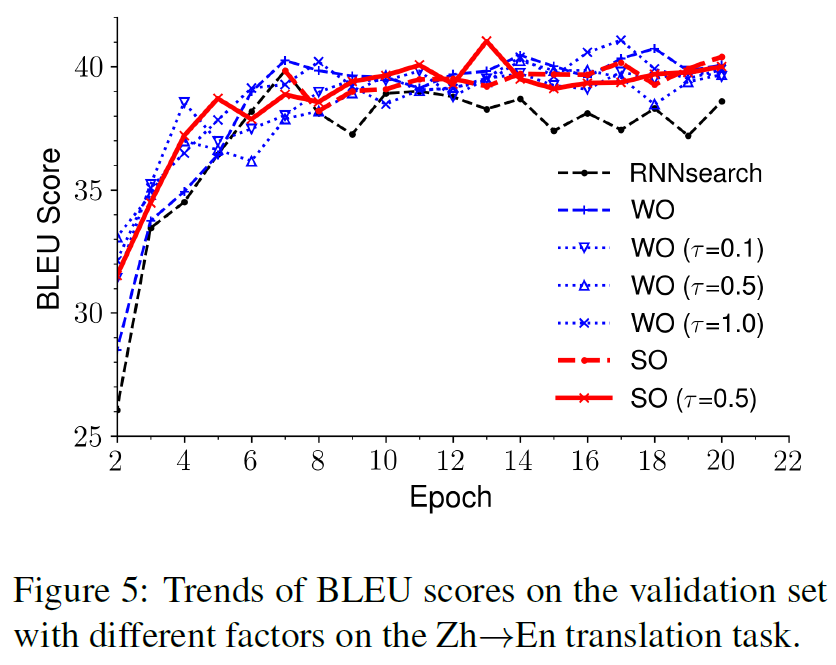 40
35
30
25
BLEU Score
2 4 6 8 10 12 14 16 18 20 22
Epoch
RNNsearch
WO
WO (τ=0.1)
WO (τ=0.5)
WO (τ=1.0)
SO
SO (τ=0.5)
Figure 5: Trends of BLEU scores on the validation set
with different factors on the Zh→En translation task.